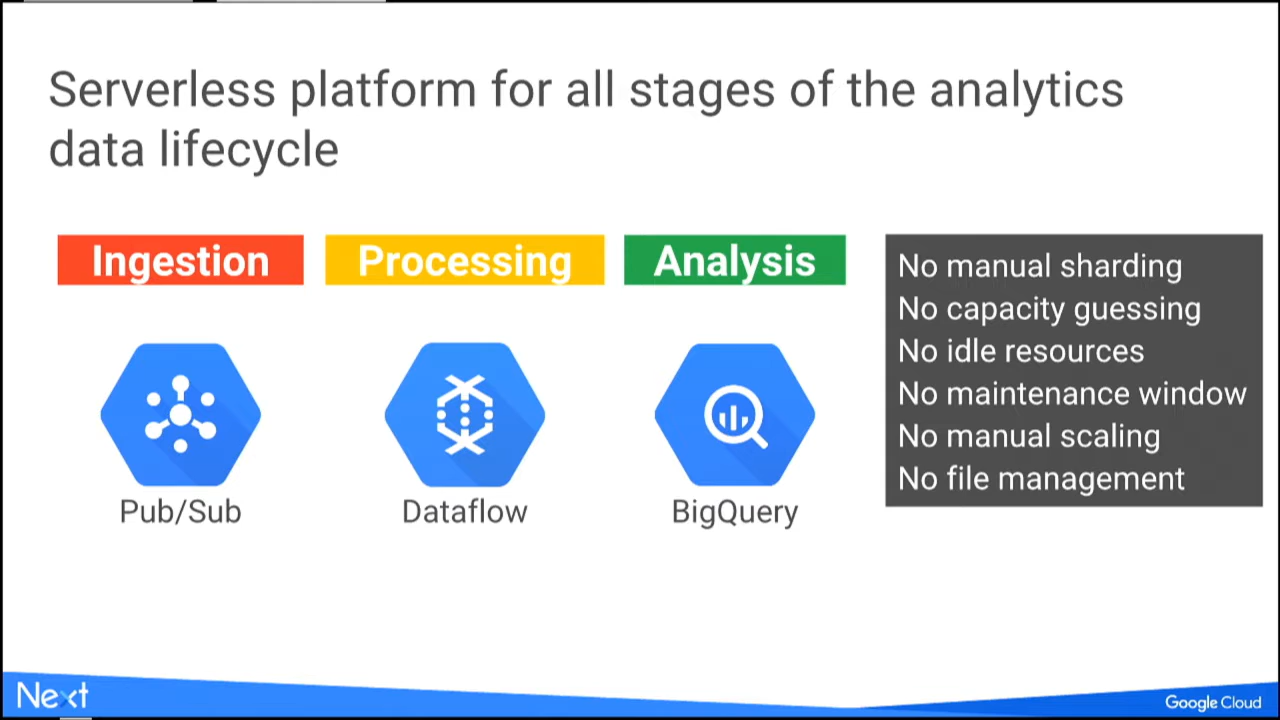 Serverless platform for all stages of the analytics
data lifecycle
Ingestion
Processing
Analysis
Pub/Sub
Dataflow
BigQuery
No manual sharding
No capacity guessing
No idle resources
No maintenance window
No manual scaling
No file management
Next
Google Cloud